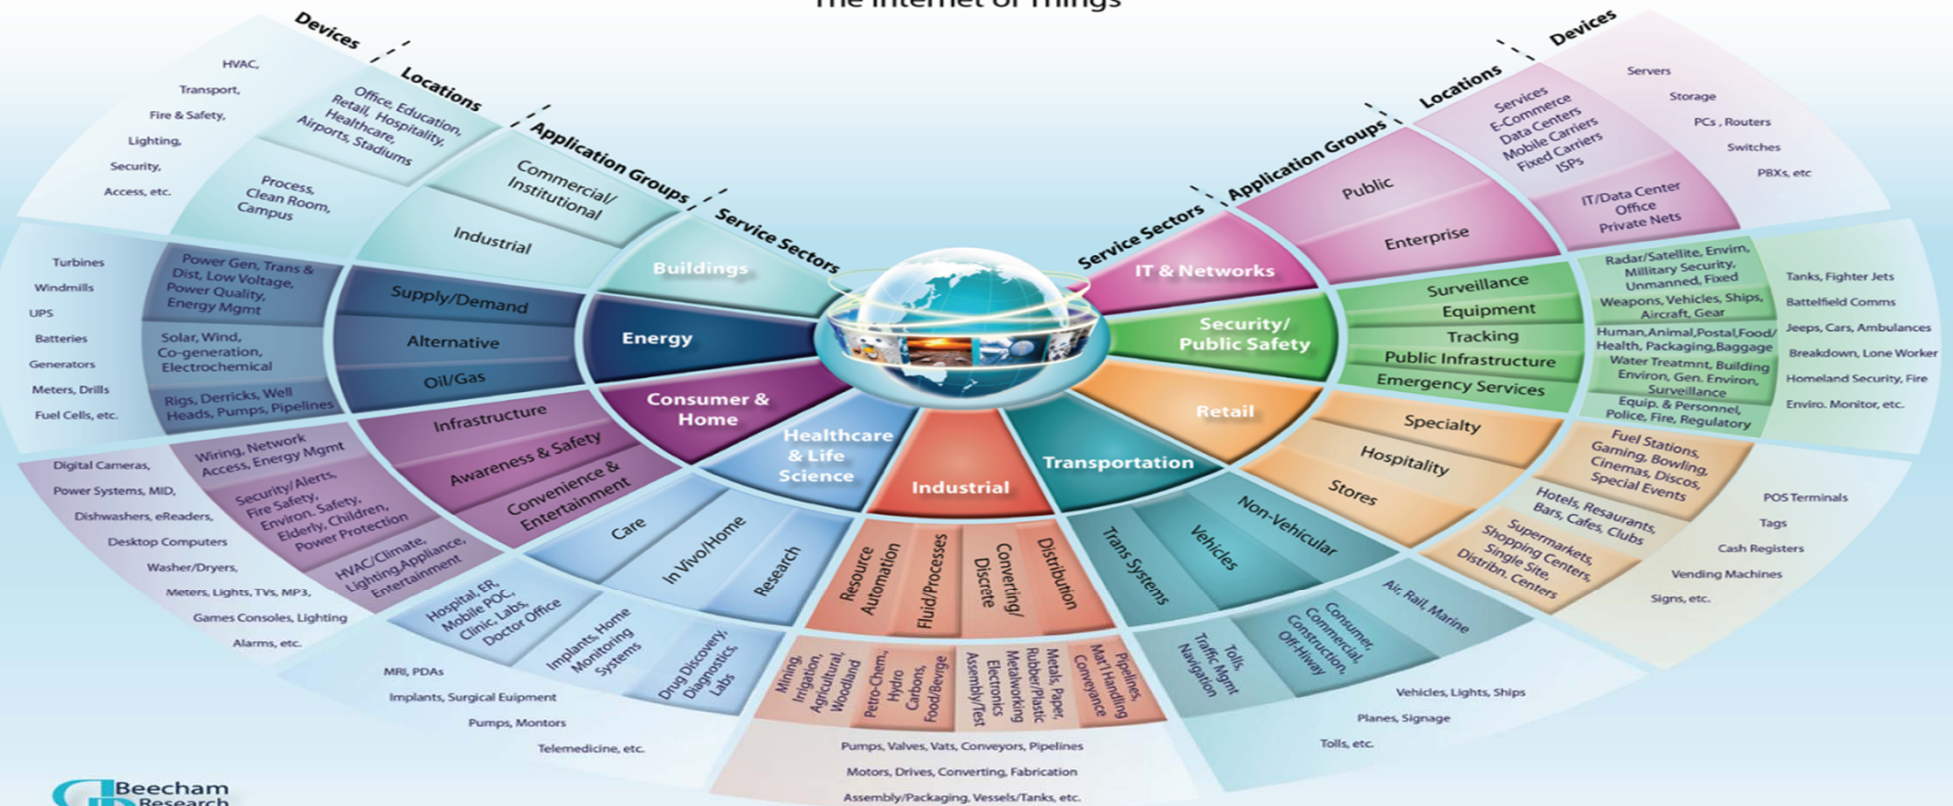 The Internet of Things
Devices
Locations
Application Groups
Service Sectors
Service Sectors
Application Groups
Locations
Devices
Buildings
Commercial/
Institutional
Industrial
Office, Education,
Retail, Hospitality,
Healthcare,
Airports, Stadiums
Process,
Clean Room,
Campus
HVAC,
Transport,
Fire & Safety,
Lighting,
Security,
Access, etc.
Energy
Supply/Demand
Alternative
Oil/Gas
Power Gen, Trans &
Dist, Low Voltage,
Power Quality,
Energy Mgmt
Solar, Wind,
Co-generation,
Electrochemical
Rigs, Derricks, Well
Heads, Pumps, Pipelines
Turbines
Windmills
UPS
Batteries
Generators
Meters, Drills
Fuel Cells, etc.
Consumer &
Home
Infrastructure
Awareness & Safety
Convenience &
Entertainment
Wiring, Network
Access, Energy Mgmt
Security/Alerts,
Fire Safety,
Environ. Safety,
Elderly, Children,
Power Protection
HVAC/Climate,
Lighting,Appliance,
Entertainment
Digital Cameras,
Power Systems, MID,
Dishwashers, eReaders,
Desktop Computers
Washer/Dryers,
Meters, Lights, TVs, MP3,
Games Consoles, Lighting
Alarms, etc.
Healthcare
& Life
Science
Care
In Vivo/Home
Research
Hospital, ER,
Mobile POC,
Clinic, Labs,
Doctor Office
Implants, Home
Monitoring
Systems
Drug Discovery,
Diagnostics,
Labs
MRI, PDAs
Implants, Surgical Euipment
Pumps, Montors
Telemedicine, etc.
Industrial
Resource
Automation
Fluid/Processes
Converting/
Discrete
Distribution
Mining,
Irrigation,
Agricultural,
Woodland
Petro-Chem.,
Hydro
Carbons,
Food/Bevrge
Metals, Paper,
Rubber/Plastic
Metalworking
Electronics
Assembly/Test
Pipelines,
Mat'l Handling
Conveyance
Pumps, Valves, Vats, Conveyors, Pipelines
Motors, Drives, Converting, Fabrication
Assembly/Packaging, Vessels/Tanks, etc.
Transportation
Trans Systems
Vehicles
Non-Vehicular
Tolls,
Traffic Mgmt
Navigation
Consumer,
Commercial,
Construction,
Off-Hiway
Air, Rail, Marine
Vehicles, Lights, Ships
Planes, Signage
Tolls, etc.
Retail
Specialty
Hospitality
Stores
Fuel Stations,
Gaming, Bowling,
Cinemas, Discos,
Special Events
Hotels, Resaurants,
Bars, Cafes, Clubs
Supermarkets,
Shopping Centers,
Single Site,
Distribn. Centers
POS Terminals
Tags
Cash Registers
Vending Machines
Signs, etc.
Security/
Public Safety
Surveillance
Equipment
Tracking
Public Infrastructure
Emergency Services
Radar/Satellite, Envirn,
Millitary Security,
Unmanned, Fixed
Weapons, Vehicles, Ships,
Aircraft, Gear
Human,Animal,Postal,Food/
Health, Packaging,Baggage
Water Treatmnt, Building
Environ, Gen. Environ,
Surveillance
Equip. & Personnel,
Police, Fire, Regulatory
Tanks, Fighter Jets
Battelfield Comms
Jeeps, Cars, Ambulances
Breakdown, Lone Worker
Homeland Security, Fire
Enviro. Monitor, etc.
IT & Networks
Public
Enterprise
Services
E-Commerce
Data Centers
Mobile Carriers
Fixed Carriers
ISPs
IT/Data Center
Office
Private Nets
Servers
Storage
PCs , Routers
Switches
PBXs, etc
Beecham
Research